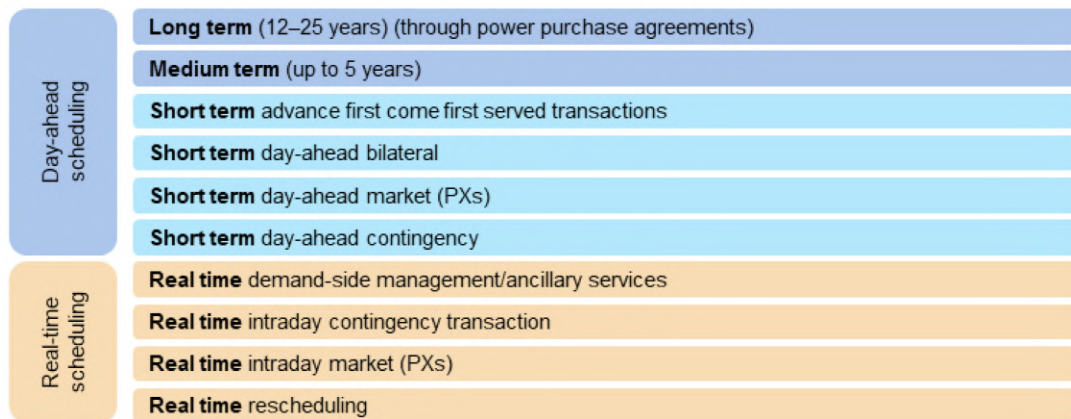 Day-ahead
scheduling
Long term (12–25 years) (through power purchase agreements)
Medium term (up to 5 years)
Short term advance first come first served transactions
Short term day-ahead bilateral
Short term day-ahead market (PXs)
Short term day-ahead contingency
Real-time
scheduling
Real time demand-side management/ancillary services
Real time intraday contingency transaction
Real time intraday market (PXs)
Real time rescheduling